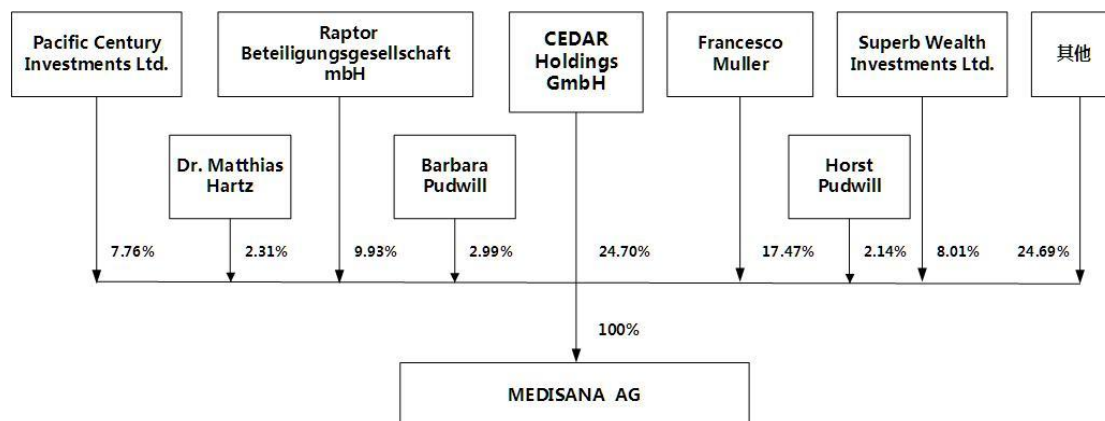 Pacific Century
Investments Ltd.
Raptor
Beteiligungsgesellschaft
mbH
CEDAR
Holdings
GmbH
Francesco
Muller
Superb Wealth
Investments Ltd.
其他
Dr. Matthias
Hartz
Barbara
Pudwill
Horst
Pudwill
7.76%
2.31%
9.93%
2.99%
24.70%
17.47%
2.14%
8.01%
24.69%
100%
MEDISANA AG